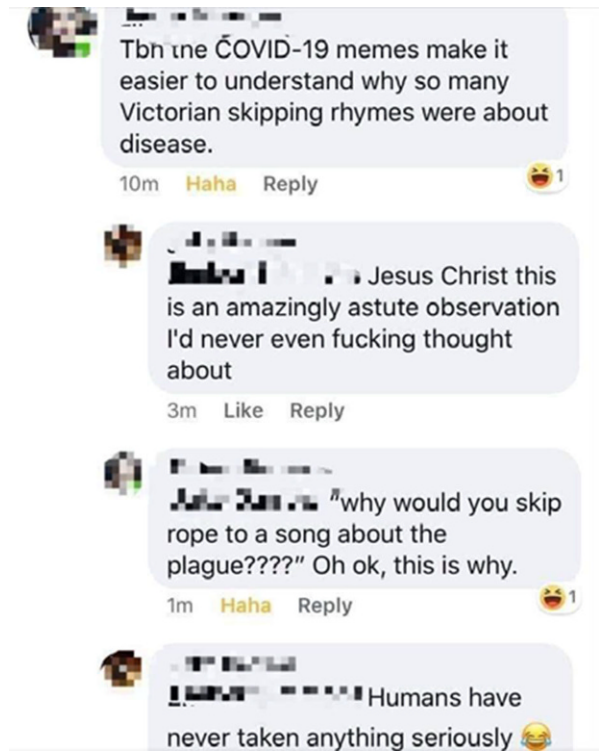 Tbh the COVID-19 memes make it
easier to understand why so many
Victorian skipping rhymes were about
disease.
10m Haha Reply 1
Jesus Christ this
is an amazingly astute observation
I'd never even fucking thought
about
3m Like Reply
"why would you skip
rope to a song about the
plague????" Oh ok, this is why.
1m Haha Reply 1
Humans have
never taken anything seriously 😂